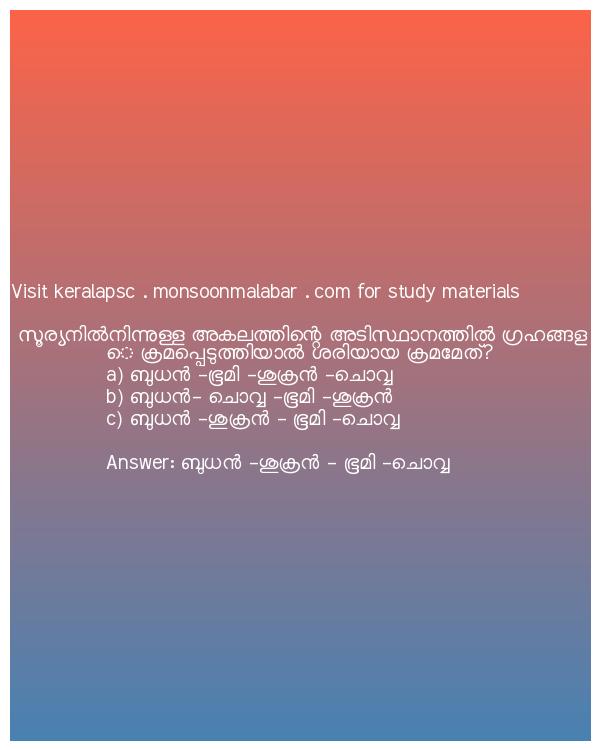 Visit keralapsc . monsoonmalabar . com for study materials
സൂര്യനിൽനിന്നുള്ള അകലത്തിന്റെ അടിസ്ഥാനത്തിൽ ഗ്രഹങ്ങള
െ ക്രമപ്പെടുത്തിയാൽ ശരിയായ ക്രമമേത്?
a) ബുധൻ -ഭൂമി -ശുക്രൻ -ചൊവ്വ
b) ബുധൻ- ചൊവ്വ -ഭൂമി -ശുക്രൻ
c) ബുധൻ -ശുക്രൻ - ഭൂമി -ചൊവ്വ
Answer: ബുധൻ -ശുക്രൻ - ഭൂമി -ചൊവ്വ